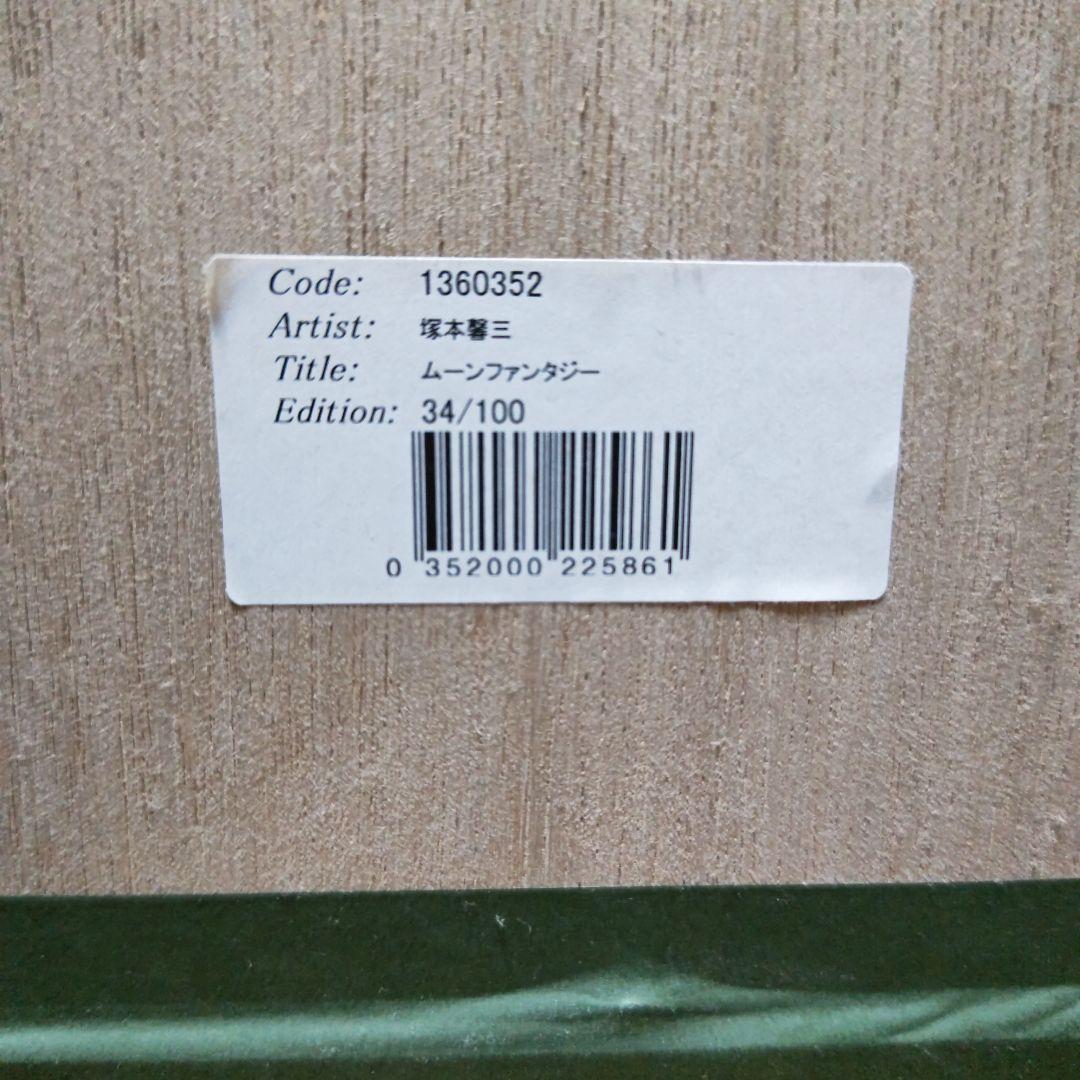 Code: 1360352
Artist: 塚本馨三
Title: ムーンファンタジー
Edition: 34/100
0 352000 225861